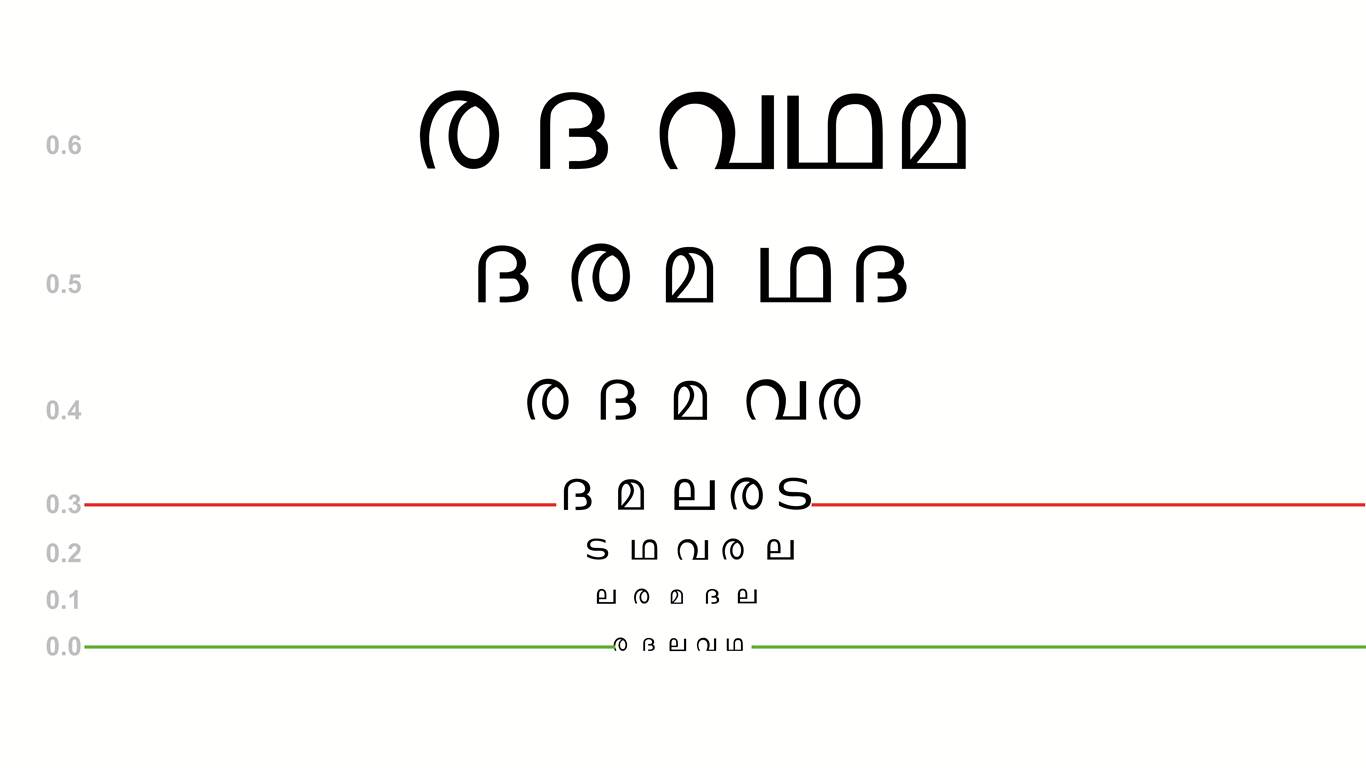 0.6 ര ദ വ ഥ മ
0.5 ദ ര മ ഥ ദ
0.4 ര ദ മ വ ര
0.3 ദ മ ല ര ട
0.2 ട ഥ വ ര ല
0.1 ല ര മ ദ ല
0.0 ര ദ ല വ ഥ